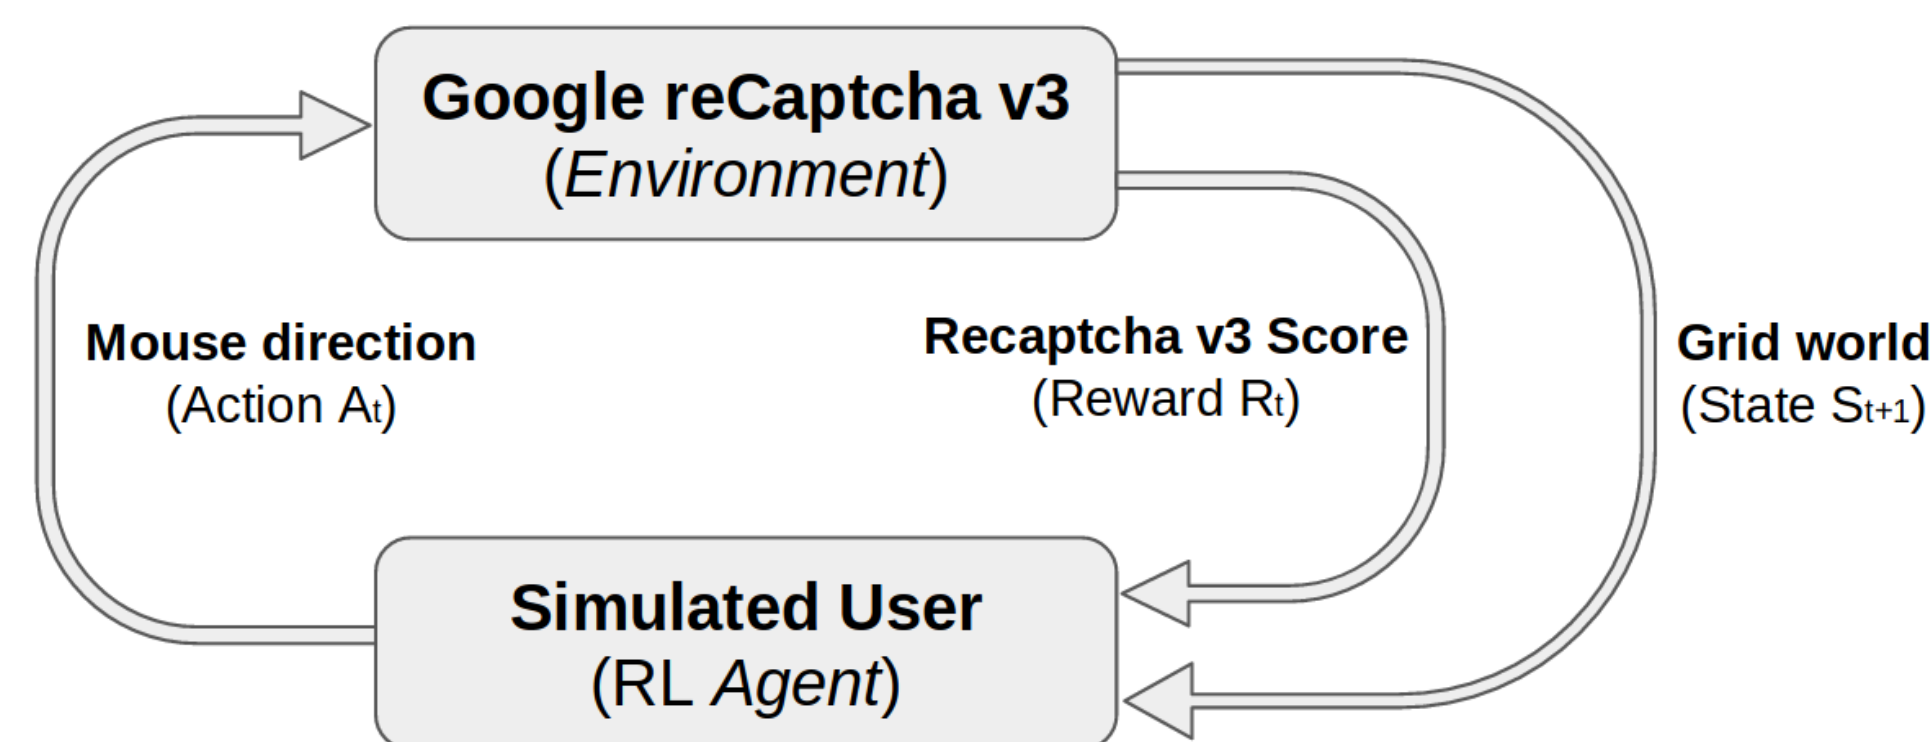 Google reCaptcha v3
(Environment)
Mouse direction
(Action At)
Recaptcha v3 Score
(Reward Rt)
Grid world
(State St+1)
Simulated User
(RL Agent)